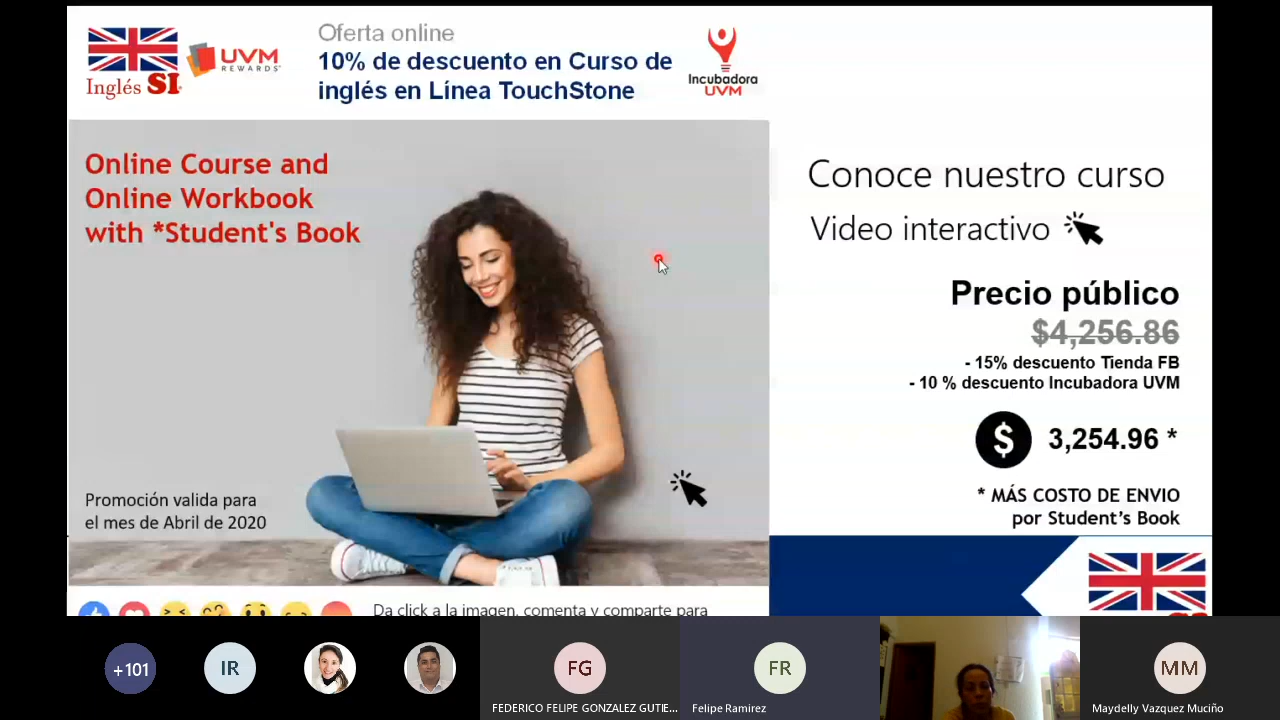 Inglés SI
UVM
REWARDS
Oferta online
10% de descuento en Curso de
inglés en Línea TouchStone
Incubadora
UVM
Online Course and
Online Workbook
with *Student's Book
Promoción valida para
el mes de Abril de 2020
Conoce nuestro curso
Video interactivo
Precio público
$4,256.86
- 15% descuento Tienda FB
- 10 % descuento Incubadora UVM
$ 3,254.96 *
* MÁS COSTO DE ENVIO
por Student’s Book
Da click a la imagen, comenta y comparte para
+101
IR
FG
FEDERICO FELIPE GONZALEZ GUTIE...
FR
Felipe Ramirez
MM
Maydelly Vazquez Muciño